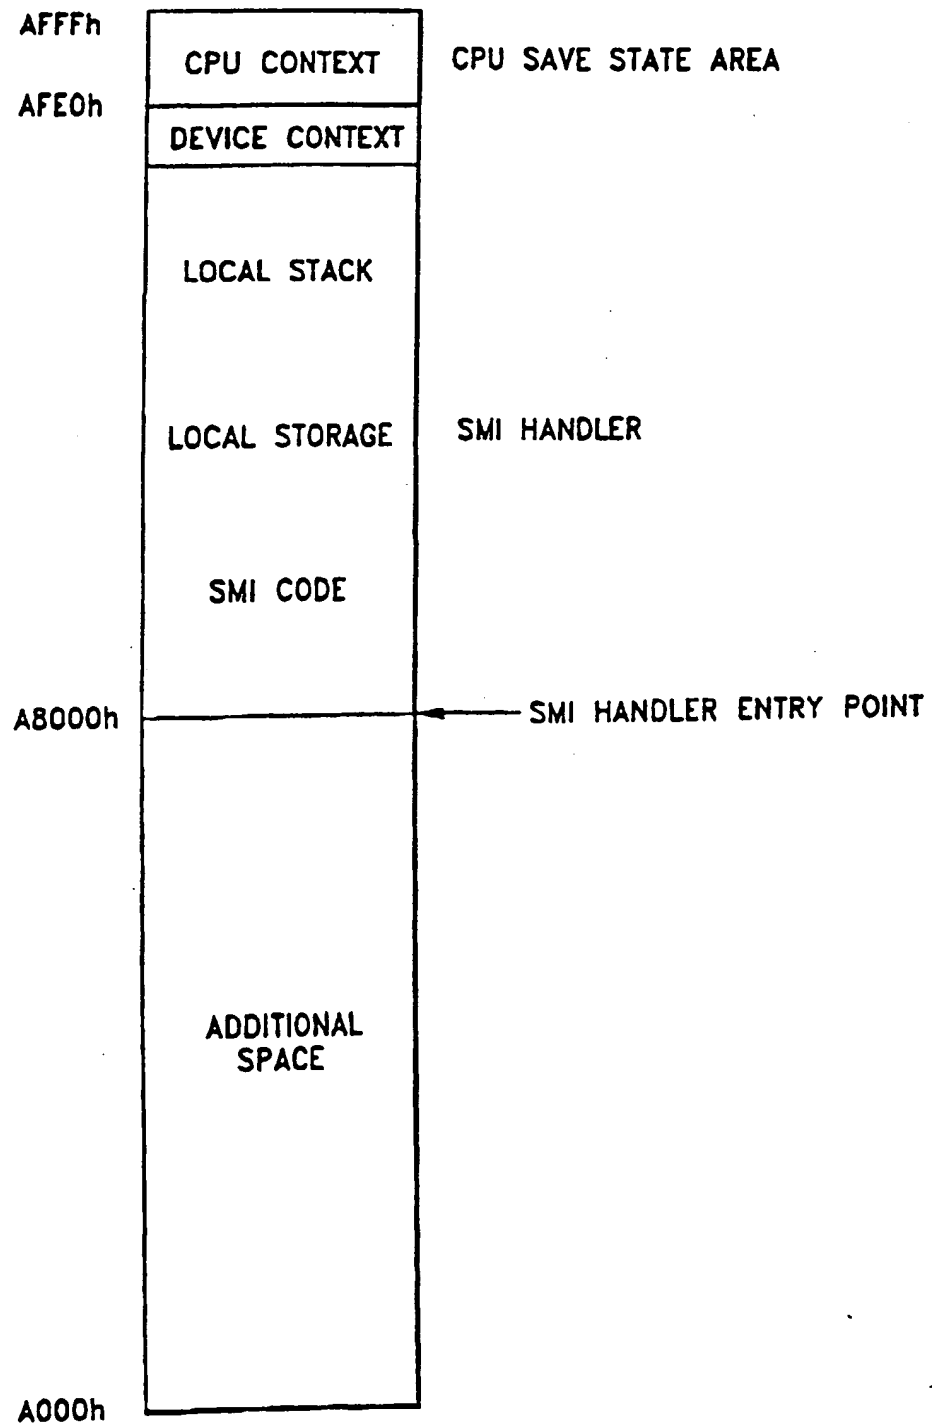 AFFFh
CPU CONTEXT
CPU SAVE STATE AREA
AFE0h
DEVICE CONTEXT
LOCAL STACK
LOCAL STORAGE
SMI HANDLER
SMI CODE
A8000h
SMI HANDLER ENTRY POINT
ADDITIONAL
SPACE
A000h